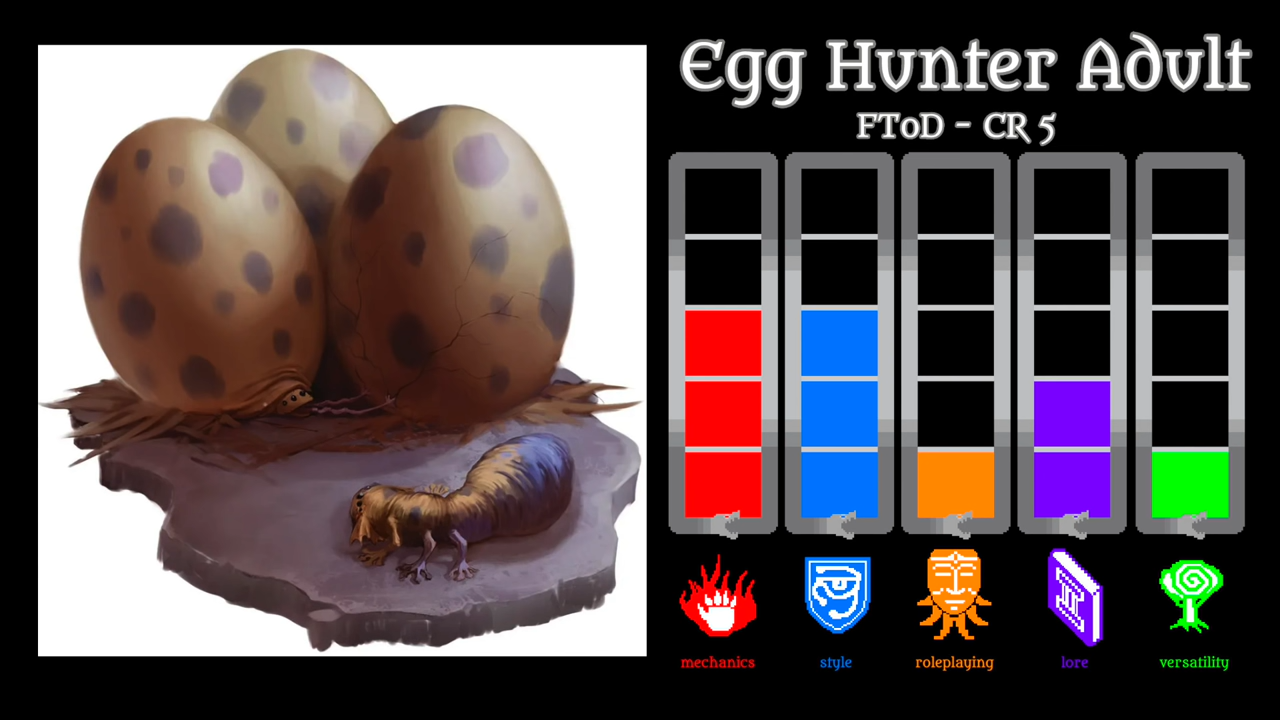 Egg Hunter Adult
FToD - CR 5
mechanics
style
roleplaying
lore
versatility